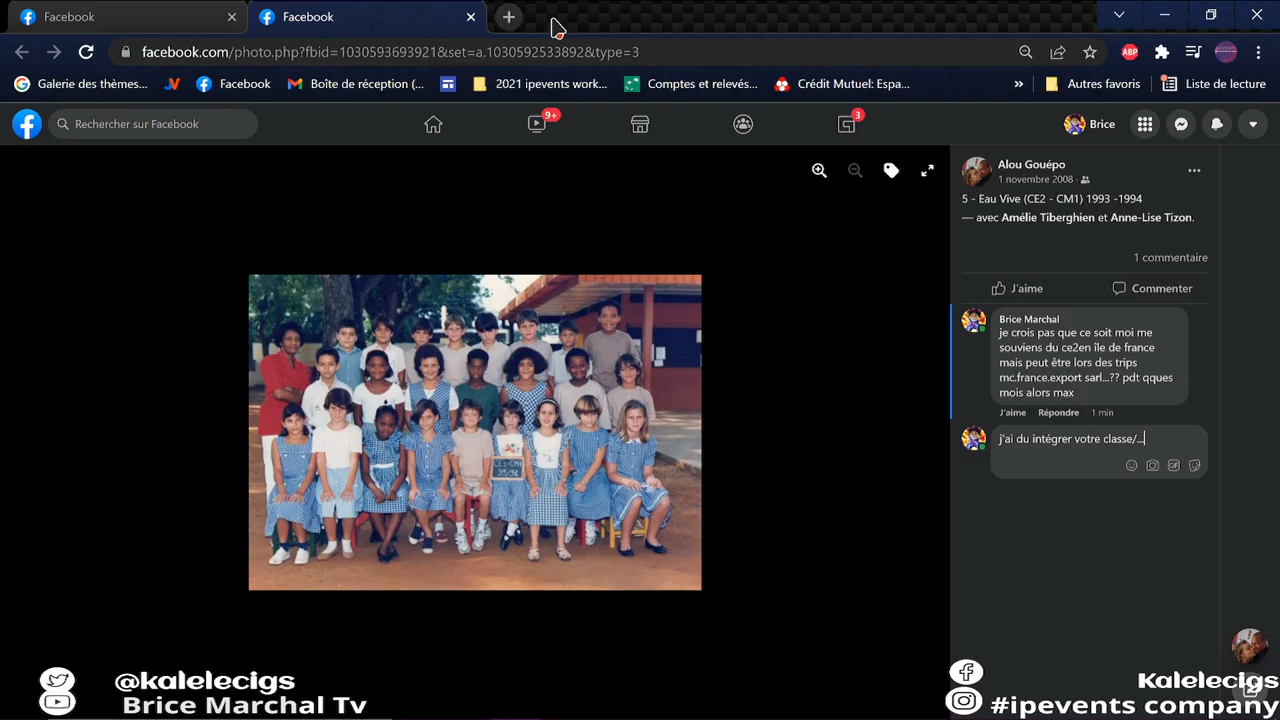 Facebook
Facebook
facebook.com/photo.php?fbid=1030593693921&set=a.1030592533892&type=3
ABP
Galerie des thèmes...
Facebook
Boîte de réception (...
2021 ipevents work...
Comptes et relevés,...
Crédit Mutuel: Espa...
»
Autres favoris
Liste de lecture
Rechercher sur Facebook
9+
3
Brice
Alou Gouépo
1 novembre 2008 ·
5 - Eau Vive (CE2 - CM1) 1993 -1994
— avec Amélie Tiberghien et Anne-Lise Tizon.
1 commentaire
J'aime
Commenter
Brice Marchal
je crois pas que ce soit moi me
souviens du ce2en île de france
mais peut être lors des trips
mc.france.export sarl...?? pdt qques
mois alors max
J'aime Répondre 1 min
j'ai du intégrer votre classe/...
GIF
@kalelecigs
Brice Marchal Tv
Kalelecigs
#ipevents company